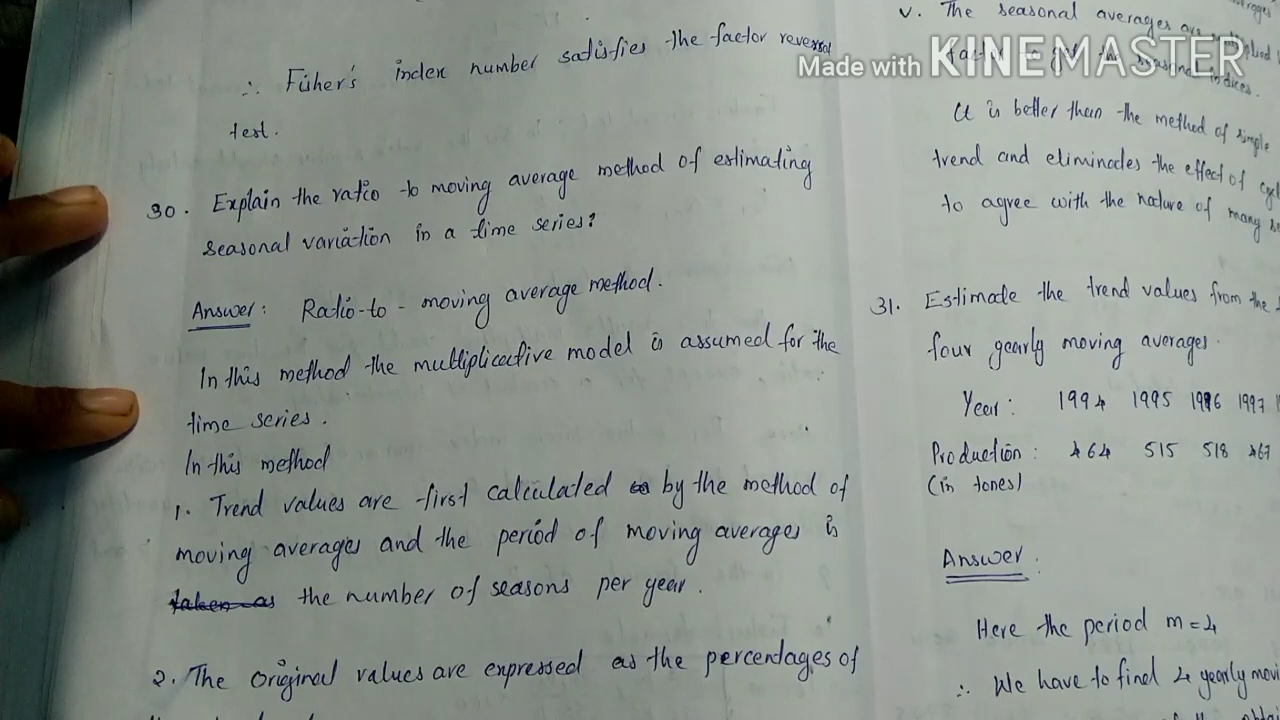 ∴ Fisher's index number satisfies the factor reversal
test.
30. Explain the ratio to moving average method of estimating
seasonal variation in a time series?
Answer: Ratio-to-moving average method.
In this method the multiplicative model is assumed for the
time series.
In this method
1. Trend values are first calculated by the method of
moving averages and the period of moving averages is
taken as the number of seasons per year.
2. The original values are expressed as the percentages of
v. The seasonal averages are
Made with KINEMASTER
It is better than the method of simple
trend and eliminates the effect of
to agree with the nature of many
31. Estimate the trend values from the
four yearly moving averages.
Year: 1994 1995 1996 1997
Production: 464 515 518 467
(in tones)
Answer:
Here the period m=4
∴ We have to find 4 yearly